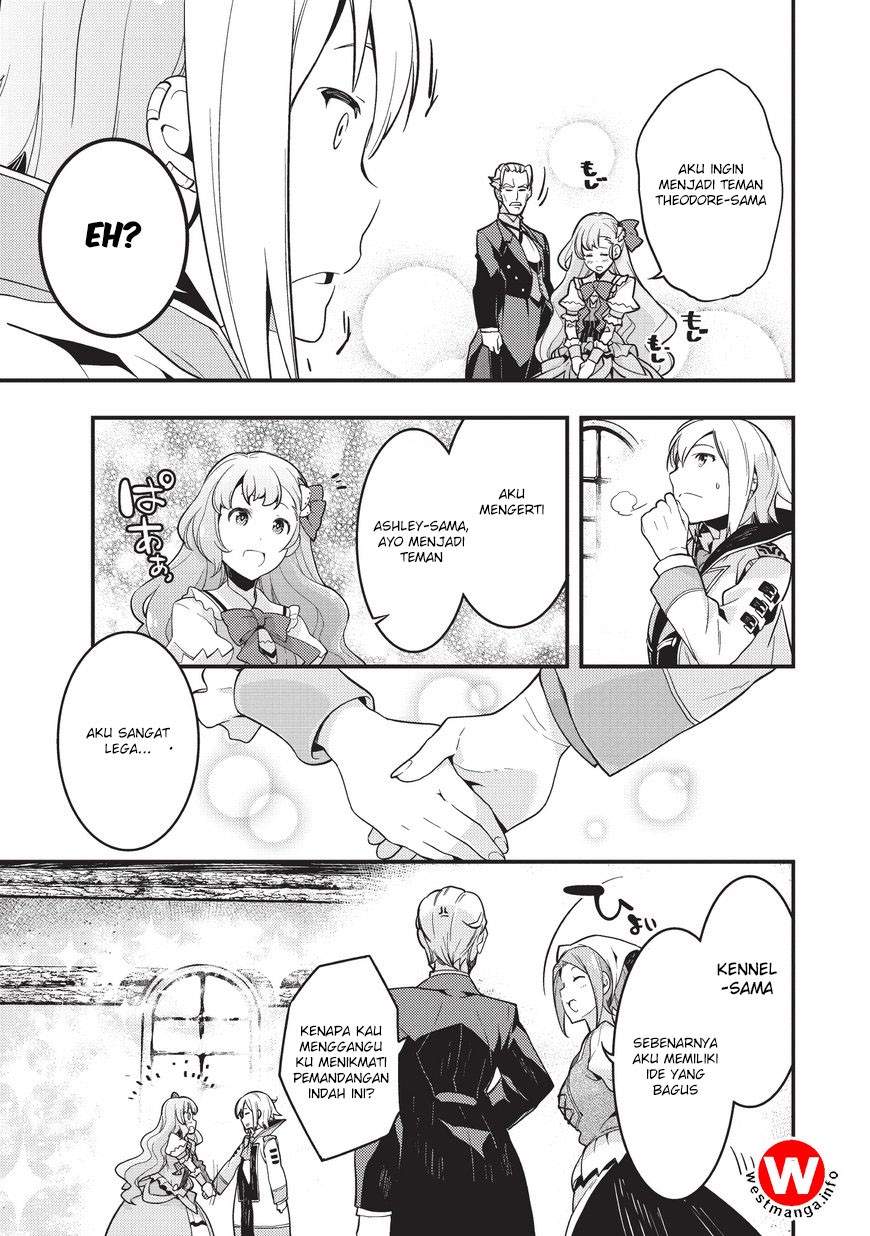 AKU INGIN
MENJADI TEMAN
THEODORE-SAMA
もじ
もじ
もじ
EH?
AKU
MENGERTI
ASHLEY-SAMA,
AYO MENJADI
TEMAN
ぱあぁ
AKU SANGAT
LEGA...
ひょい
KENNEL
-SAMA
SEBENARNYA
AKU MEMILIKI
IDE YANG
BAGUS
KENAPA KAU
MENGGANGU
KU MENIKMATI
PEMANDANGAN
INDAH INI?
W
westmanga.info